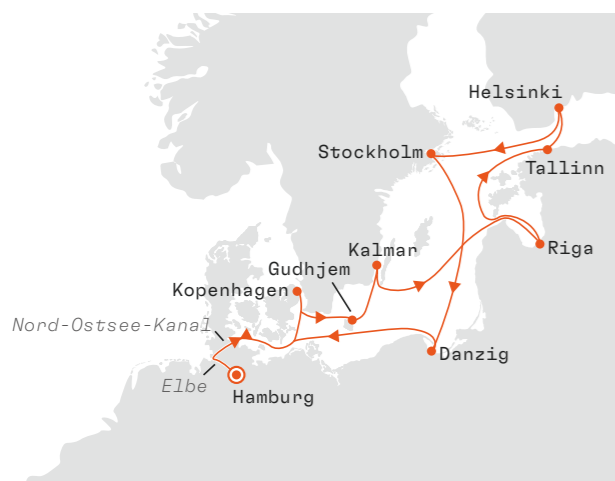 Helsinki
Stockholm
Tallinn
Riga
Kalmar
Gudhjem
Kopenhagen
Nord-Ostsee-Kanal
Danzig
Elbe
Hamburg